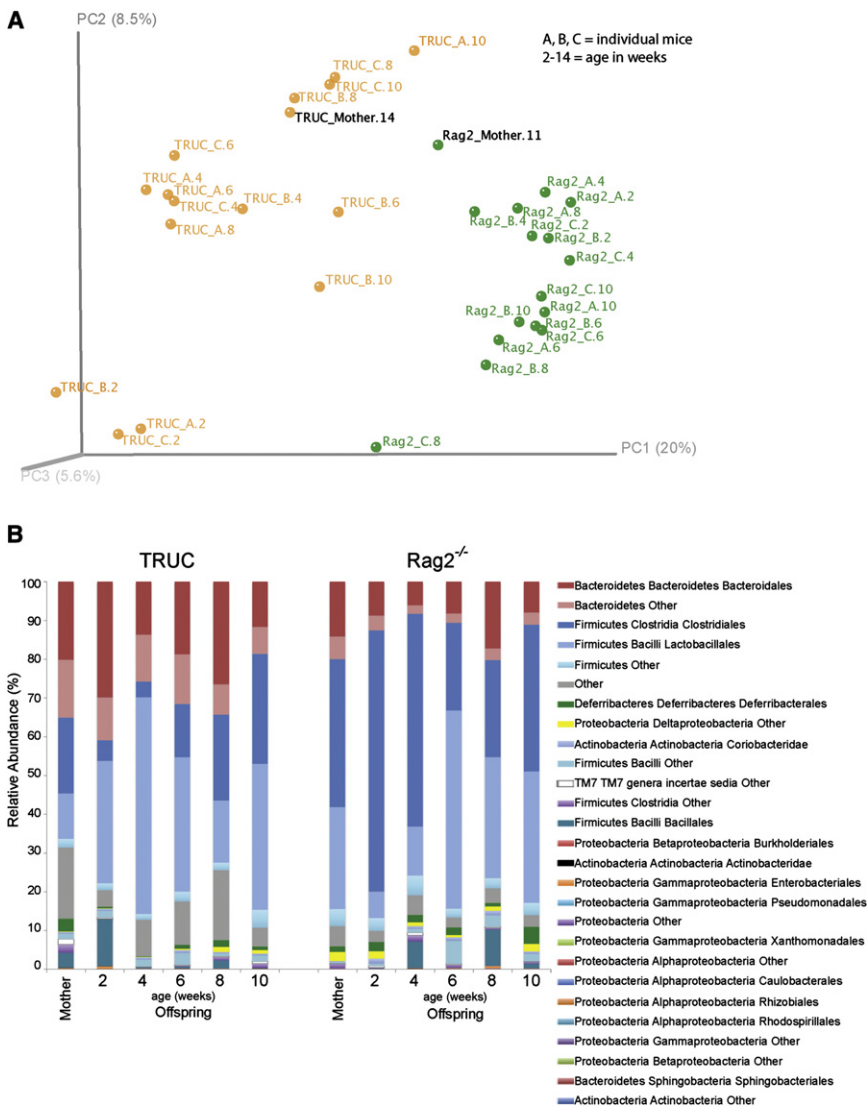 A
PC2 (8.5%)
A, B, C = individual mice
2-14 = age in weeks
TRUC_A.10
TRUC_C.8
TRUC_C.10
TRUC_B.8
TRUC_Mother.14
Rag2_Mother.11
TRUC_C.6
TRUC_A.4
TRUC_A.6
TRUC_C.4
TRUC_B.4
TRUC_A.8
TRUC_B.6
TRUC_B.10
Rag2_A.4
Rag2_A.2
Rag2_A.8
Rag2_B.4
Rag2_C.2
Rag2_B.2
Rag2_C.4
Rag2_C.10
Rag2_A.10
Rag2_B.10
Rag2_B.6
Rag2_C.6
Rag2_A.6
Rag2_B.8
TRUC_B.2
TRUC_A.2
TRUC_C.2
Rag2_C.8
PC1 (20%)
PC3 (5.6%)
B
TRUC
Rag2-/-
Relative Abundance (%)
100
90
80
70
60
50
40
30
20
10
0
Mother
2
4
6
8
10
age (weeks)
Offspring
Mother
2
4
6
8
10
age (weeks)
Offspring
Bacteroidetes Bacteroidetes Bacteroidales
Bacteroidetes Other
Firmicutes Clostridia Clostridiales
Firmicutes Bacilli Lactobacillales
Firmicutes Other
Other
Deferribacteres Deferribacteres Deferribacterales
Proteobacteria Deltaproteobacteria Other
Actinobacteria Actinobacteria Coriobacteridae
Firmicutes Bacilli Other
TM7 TM7 genera incertae sedia Other
Firmicutes Clostridia Other
Firmicutes Bacilli Bacillales
Proteobacteria Betaproteobacteria Burkholderiales
Actinobacteria Actinobacteria Actinobacteridae
Proteobacteria Gammaproteobacteria Enterobacteriales
Proteobacteria Gammaproteobacteria Pseudomonadales
Proteobacteria Other
Proteobacteria Gammaproteobacteria Xanthomonadales
Proteobacteria Alphaproteobacteria Other
Proteobacteria Alphaproteobacteria Caulobacterales
Proteobacteria Alphaproteobacteria Rhizobiales
Proteobacteria Alphaproteobacteria Rhodospirillales
Proteobacteria Gammaproteobacteria Other
Proteobacteria Betaproteobacteria Other
Bacteroidetes Sphingobacteria Sphingobacteriales
Actinobacteria Actinobacteria Other